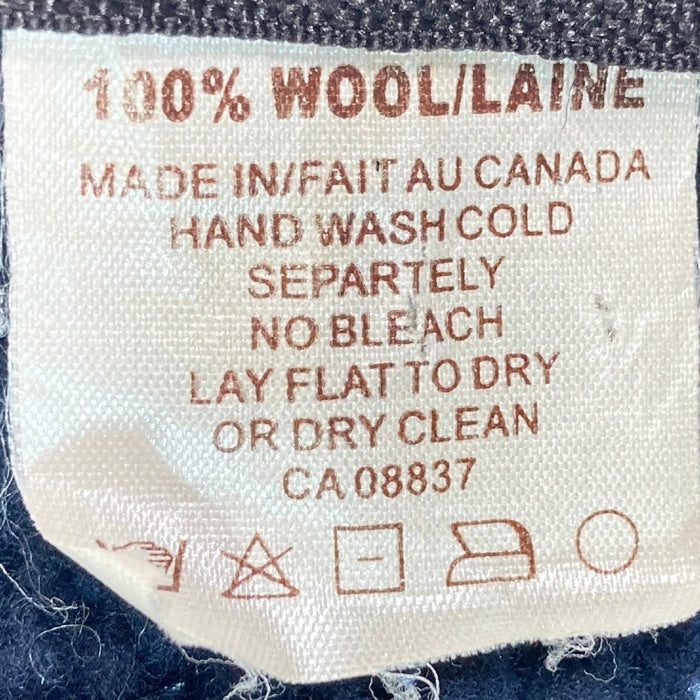 100% WOOL/LAINE
MADE IN/FAIT AU CANADA
HAND WASH COLD
SEPARTELY
NO BLEACH
LAY FLAT TO DRY
OR DRY CLEAN
CA 08837